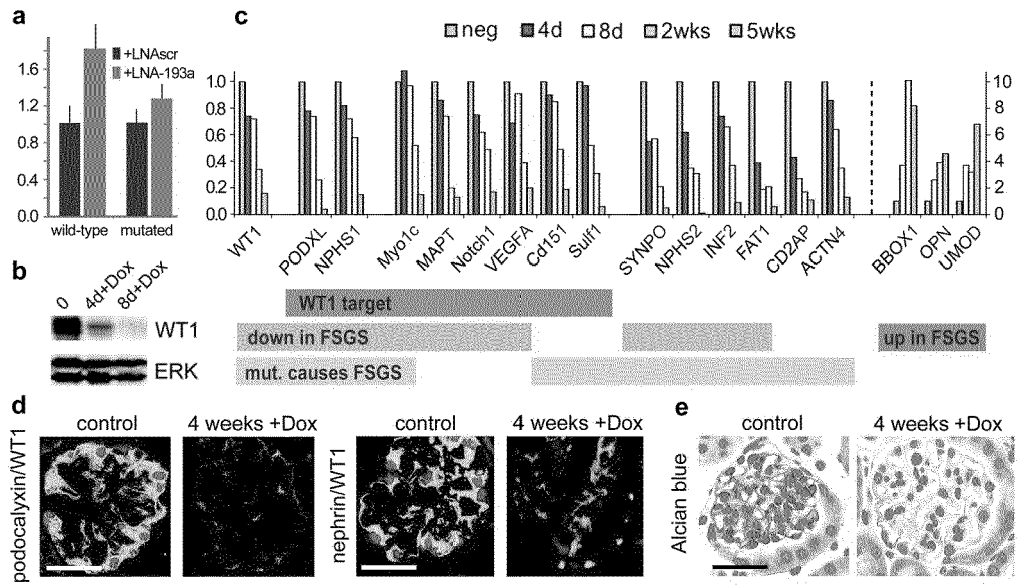 a
1.8
1.2
0.6
0.0
+LNAscr
+LNA-193a
wild-type mutated
b
0 4d+Dox 8d+Dox
WT1
ERK
c
neg 4d 8d 2wks 5wks
1.0
0.8
0.6
0.4
0.2
0.0
10
8
6
4
2
0
WT1 PODXL NPHS1 Myo1c MAPT Notch1 VEGFA Cd151 Sulf1 SYNPO NPHS2 INF2 FAT1 CD2AP ACTN4 BBOX1 OPN UMOD
WT1 target
down in FSGS
up in FSGS
mut. causes FSGS
d
control 4 weeks +Dox
podocalyxin/WT1
control 4 weeks +Dox
nephrin/WT1
e
control 4 weeks +Dox
Alcian blue